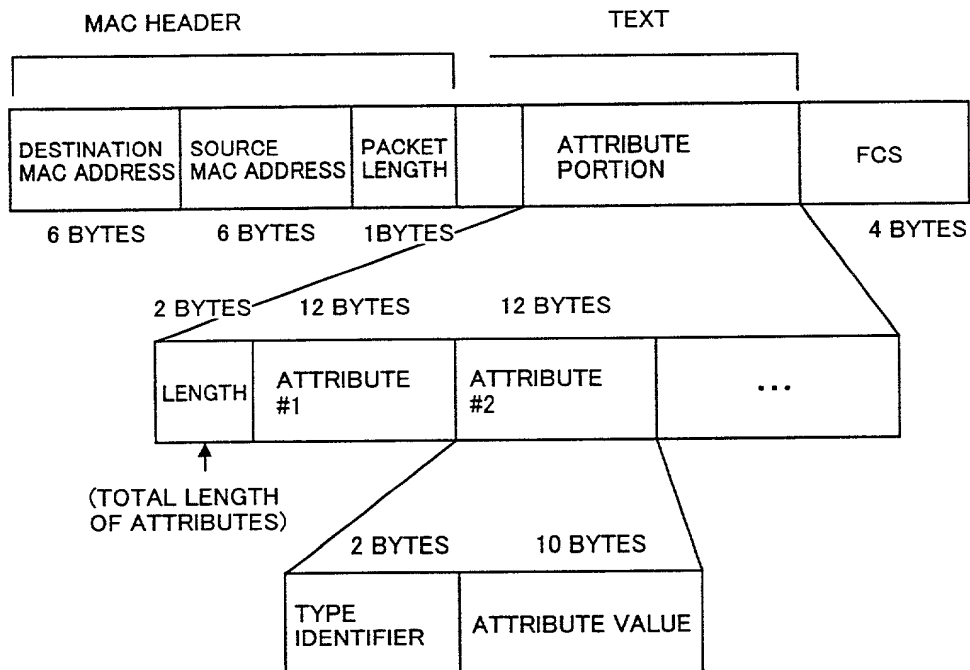 MAC HEADER
TEXT
DESTINATION
MAC ADDRESS
SOURCE
MAC ADDRESS
PACKET
LENGTH
ATTRIBUTE
PORTION
FCS
6 BYTES
6 BYTES
1BYTES
4 BYTES
2 BYTES
12 BYTES
12 BYTES
LENGTH
ATTRIBUTE
#1
ATTRIBUTE
#2
...
(TOTAL LENGTH
OF ATTRIBUTES)
2 BYTES
10 BYTES
TYPE
IDENTIFIER
ATTRIBUTE VALUE